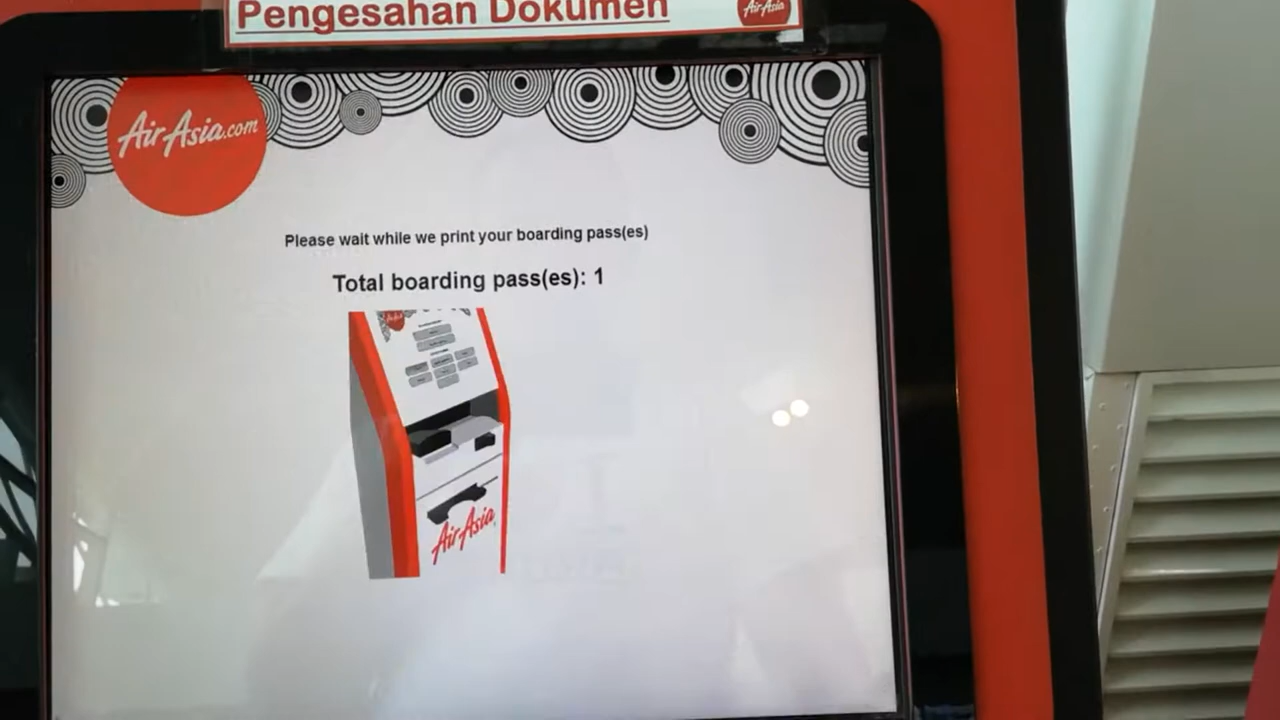 Pengesahan Dokumen
AirAsia
AirAsia.com
Please wait while we print your boarding pass(es)
Total boarding pass(es): 1
AirAsia